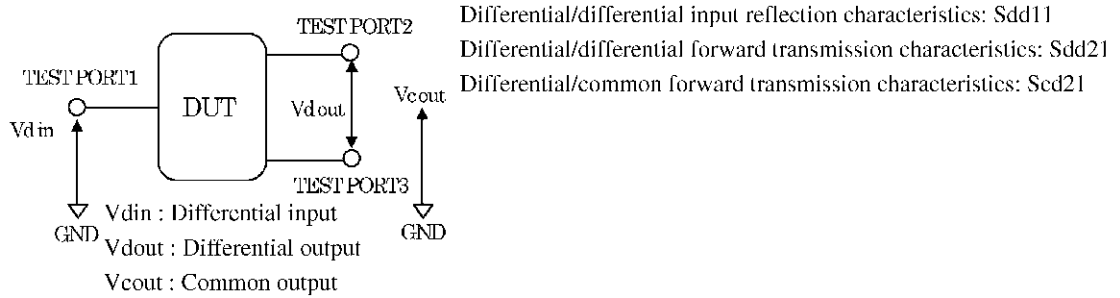 TEST PORT2
TEST PORT1
DUT
Vdin
Vdout
Vcout
TEST PORT3
GND
GND
Vdin : Differential input
Vdout : Differential output
Vcout : Common output
Differential/differential input reflection characteristics: Sdd11
Differential/differential forward transmission characteristics: Sdd21
Differential/common forward transmission characteristics: Scd21